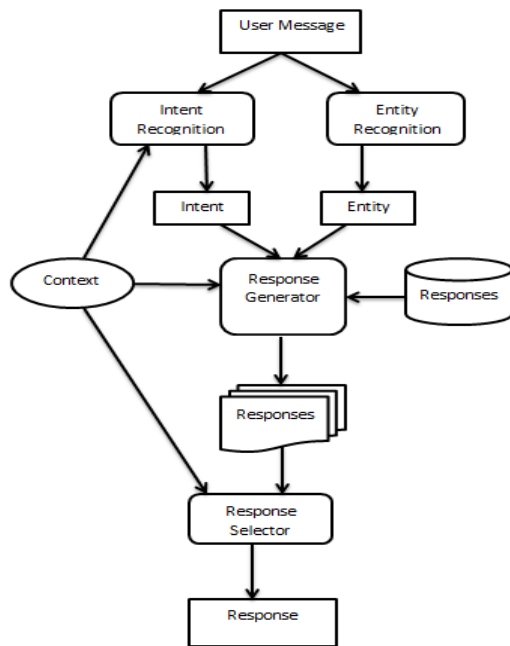 User Message
Intent
Recognition
Entity
Recognition
Intent
Entity
Context
Response
Generator
Responses
Responses
Response
Selector
Response